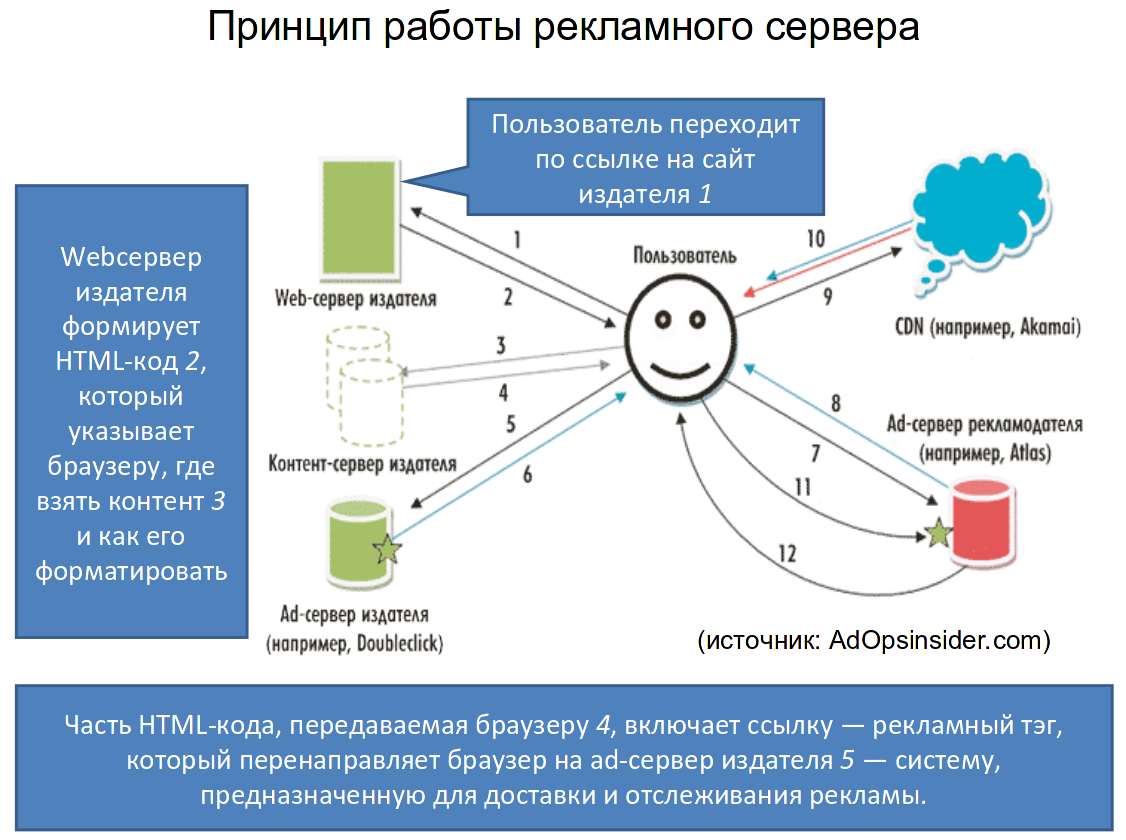 Принцип работы рекламного сервера
Пользователь переходит
по ссылке на сайт
издателя 1
Webсервер
издателя
формирует
HTML-код 2,
который
указывает
браузеру, где
взять контент 3
и как его
форматировать
Web-сервер издателя
1
2
Пользователь
10
9
CDN (например, Akamai)
3
4
Контент-сервер издателя
5
6
8
7
Ad-сервер рекламодателя
(например, Atlas)
11
12
Ad-сервер издателя
(например, Doubleclick)
(источник: AdOpsinsider.com)
Часть HTML-кода, передаваемая браузеру 4, включает ссылку — рекламный тэг,
который перенаправляет браузер на ad-сервер издателя 5 — систему,
предназначенную для доставки и отслеживания рекламы.